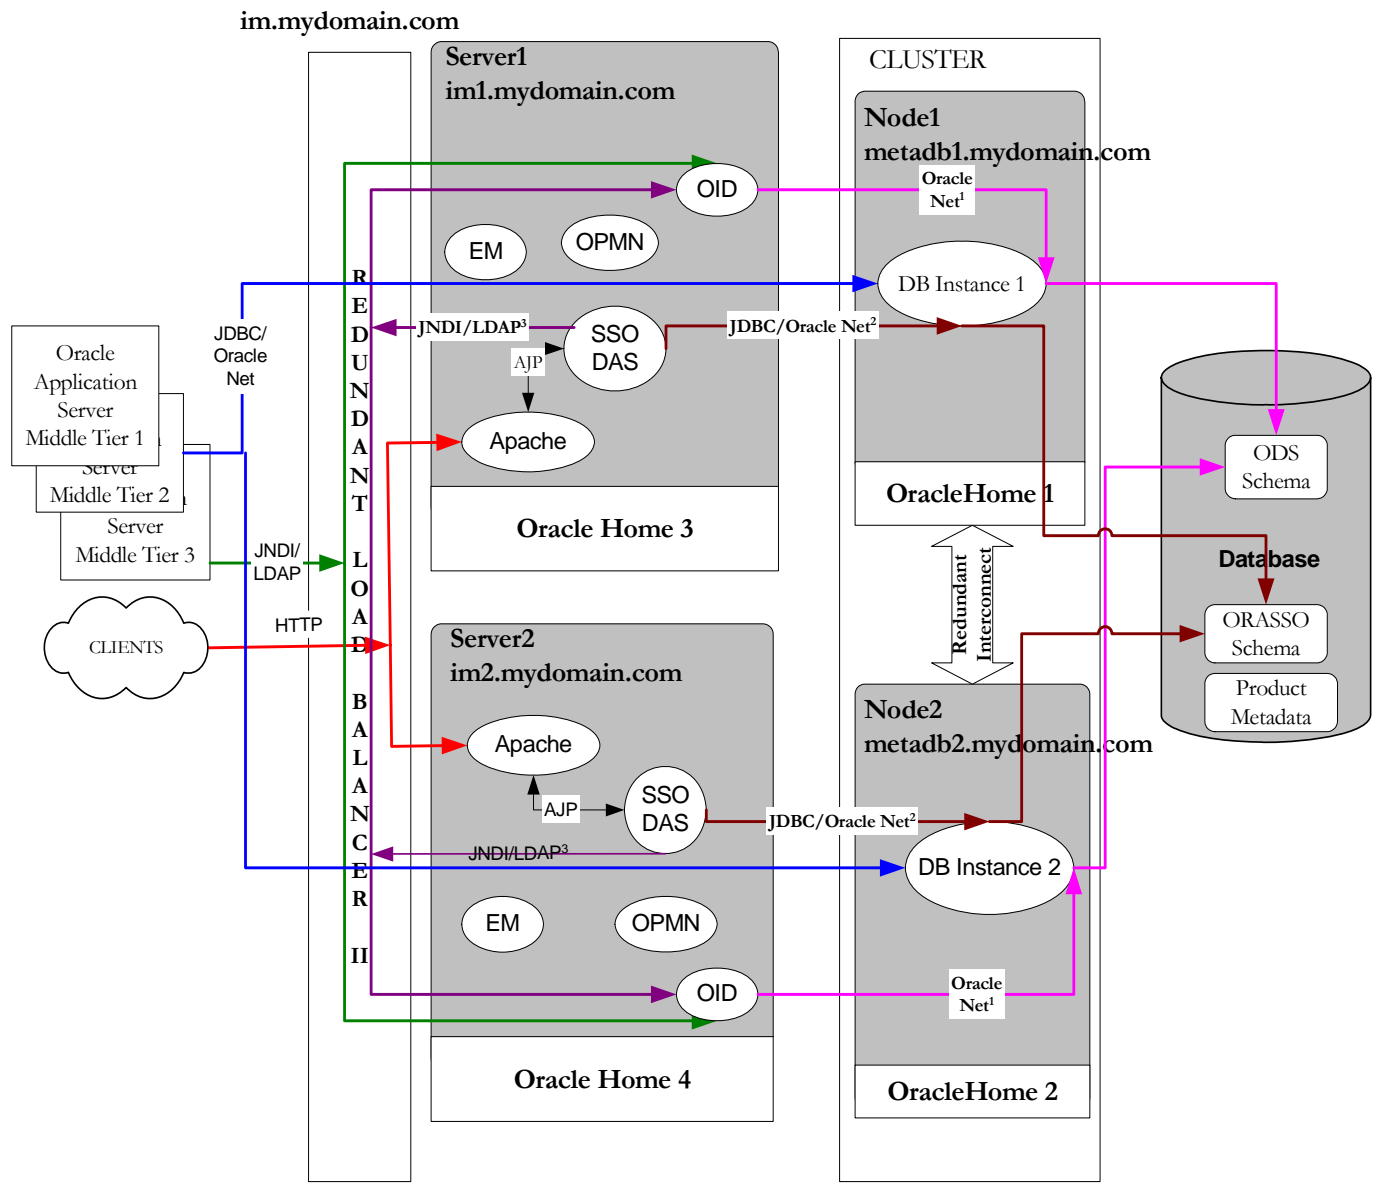 im.mydomain.com
Server1
im1.mydomain.com
CLUSTER
Node1
metadb1.mydomain.com
OID
Oracle
Net1
EM
OPMN
DB Instance 1
JDBC/
Oracle
Net
JNDI/LDAP3
SSO
DAS
JDBC/Oracle Net2
AJP
Apache
Oracle
Application
Server
Middle Tier 1
Server
Middle Tier 2
Server
Middle Tier 3
REDUNDANT LOAD BALANCER II
ODS
Schema
OracleHome 1
Oracle Home 3
JNDI/
LDAP
Database
Redundant
Interconnect
HTTP
CLIENTS
ORASSO
Schema
Product
Metadata
Server2
im2.mydomain.com
Node2
metadb2.mydomain.com
Apache
AJP
SSO
DAS
JDBC/Oracle Net2
JNDI/LDAP3
DB Instance 2
EM
OPMN
OID
Oracle
Net1
Oracle Home 4
OracleHome 2